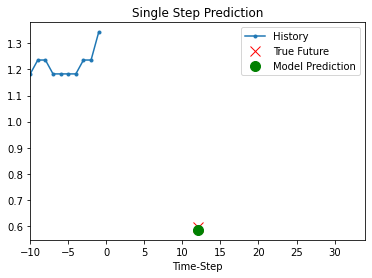 Single Step Prediction
History
True Future
Model Prediction
1.3
1.2
1.1
1.0
0.9
0.8
0.7
0.6
-10 -5 0 5 10 15 20 25 30
Time-Step